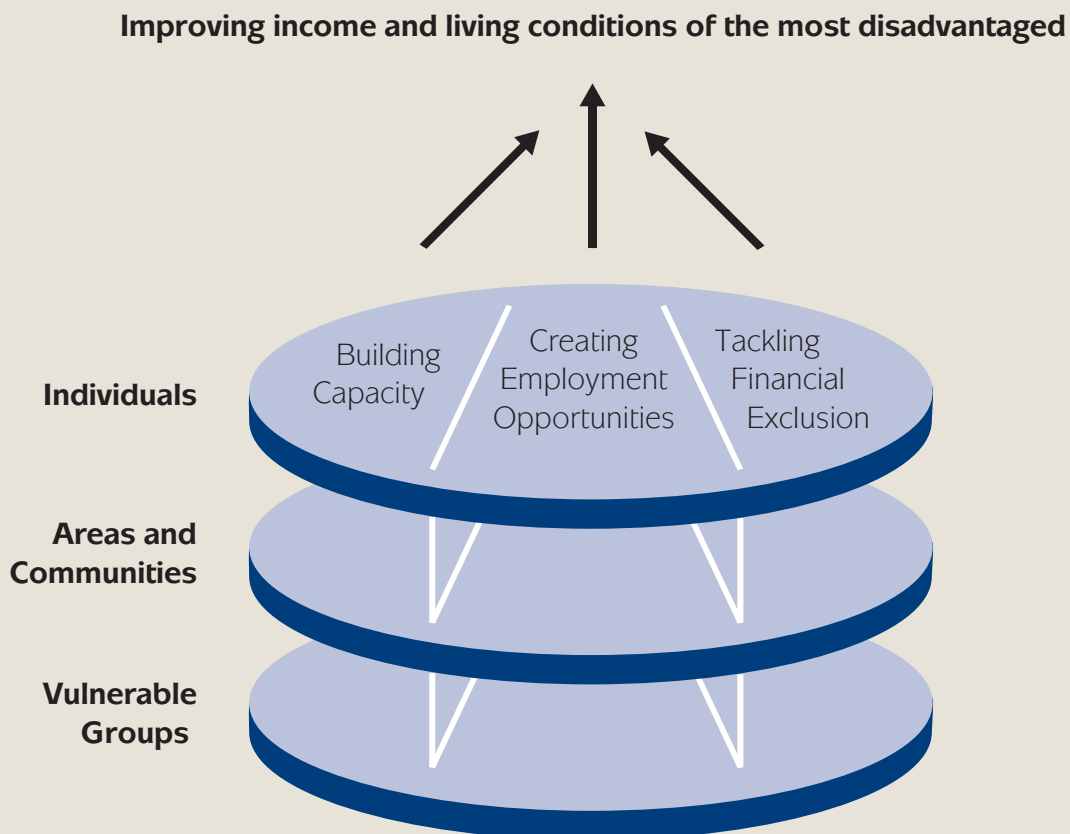 Improving income and living conditions of the most disadvantaged
Individuals
Building
Capacity
Creating
Employment
Opportunities
Tackling
Financial
Exclusion
Areas and
Communities
Vulnerable
Groups